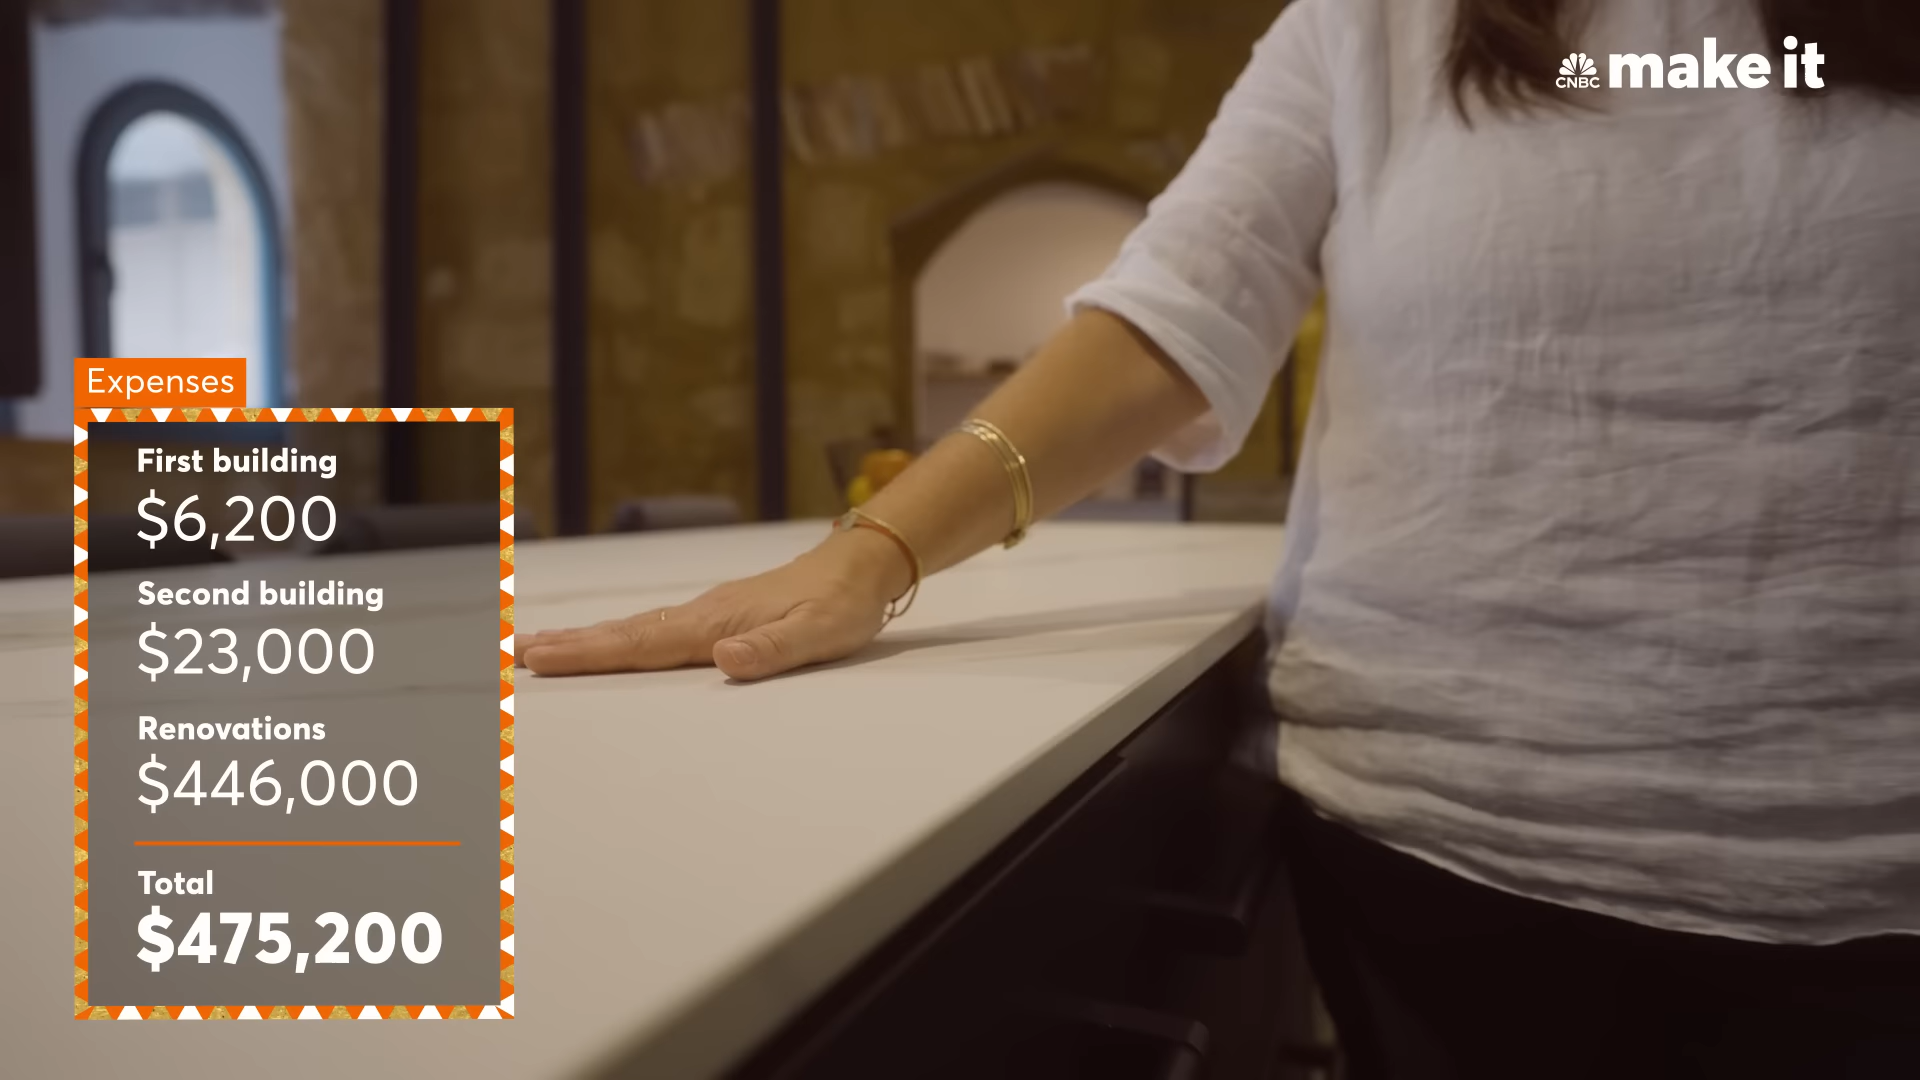 CNBC make it
Expenses
First building
$6,200
Second building
$23,000
Renovations
$446,000
Total
$475,200